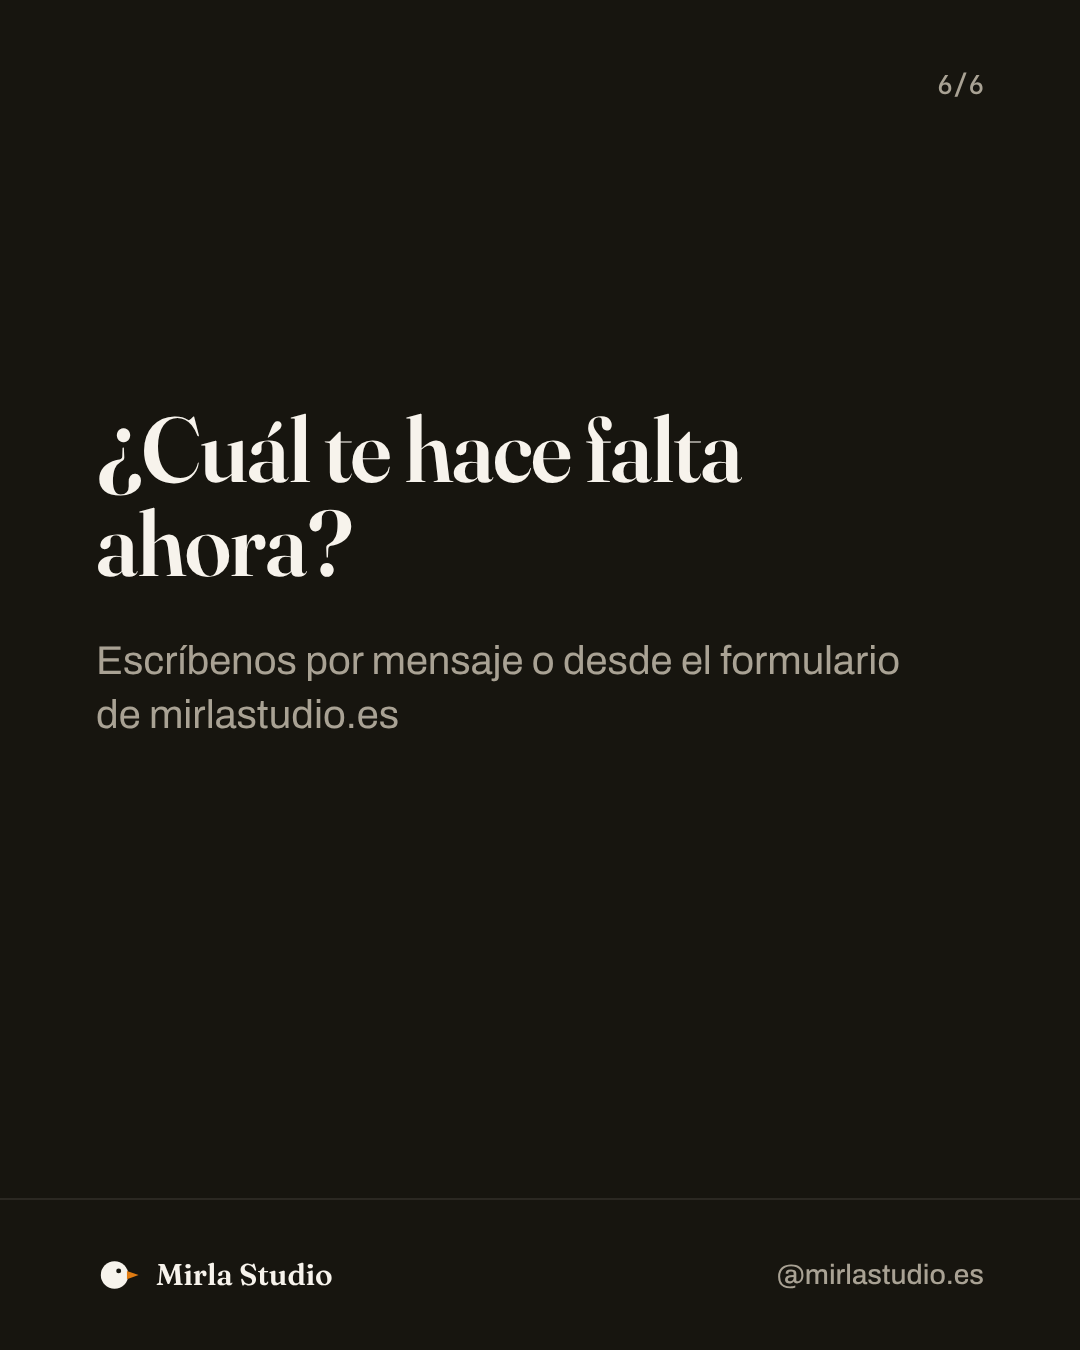 6/6
¿Cuál te hace falta
ahora?
Escríbenos por mensaje o desde el formulario
de mirlastudio.es
Mirla Studio
@mirlastudio.es